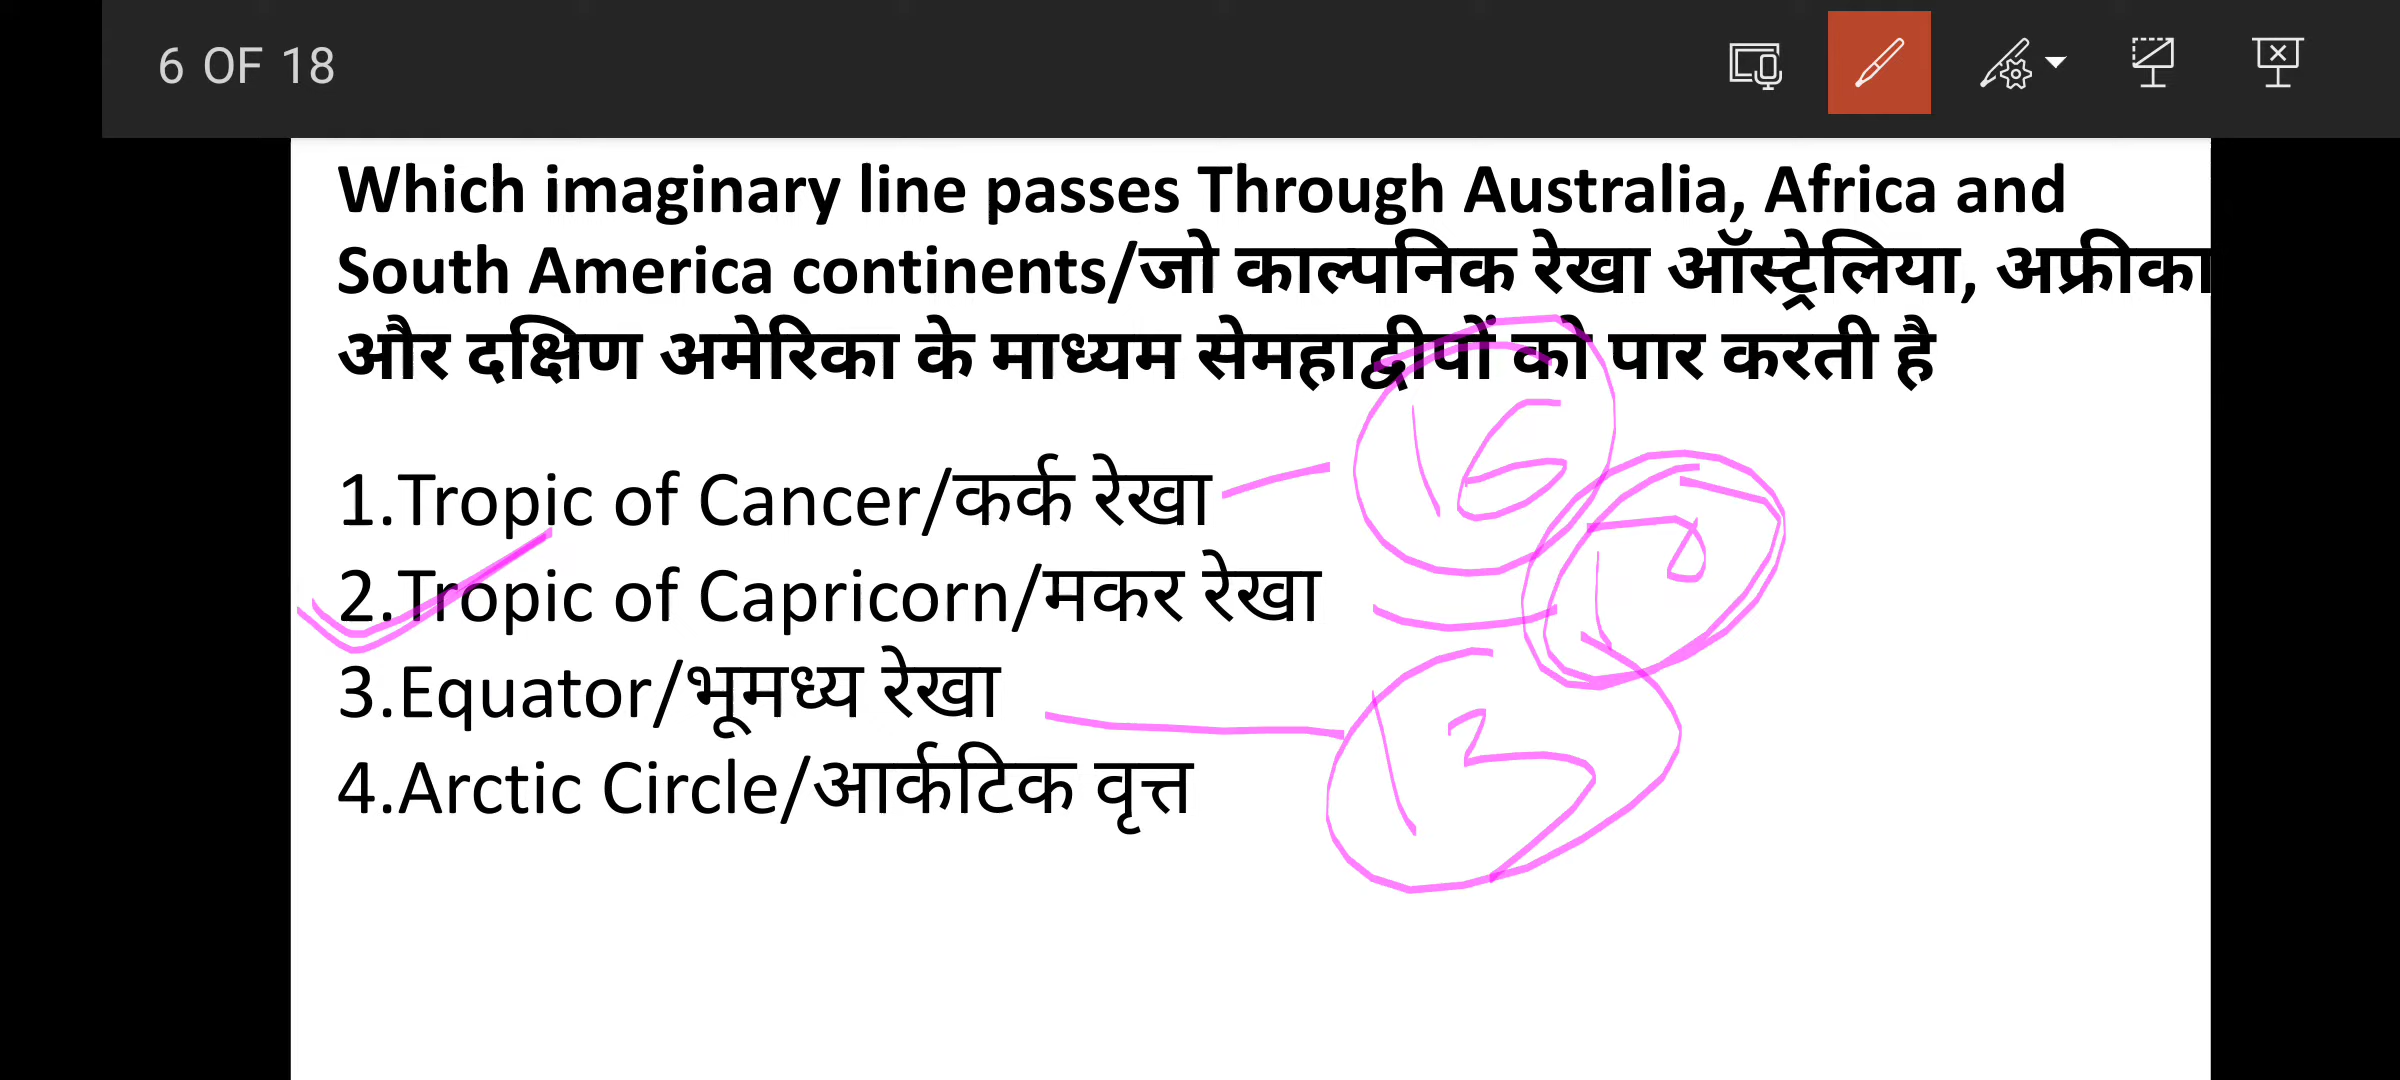 6 OF 18
Which imaginary line passes Through Australia, Africa and
South America continents/जो काल्पनिक रेखा ऑस्ट्रेलिया, अफ्रीका
और दक्षिण अमेरिका के माध्यम सेमहाद्वीपों को पार करती है
1.Tropic of Cancer/कर्क रेखा
16
2.Tropic of Capricorn/मकर रेखा
3.Equator/भूमध्य रेखा
13
4.Arctic Circle/आर्कटिक वृत्त